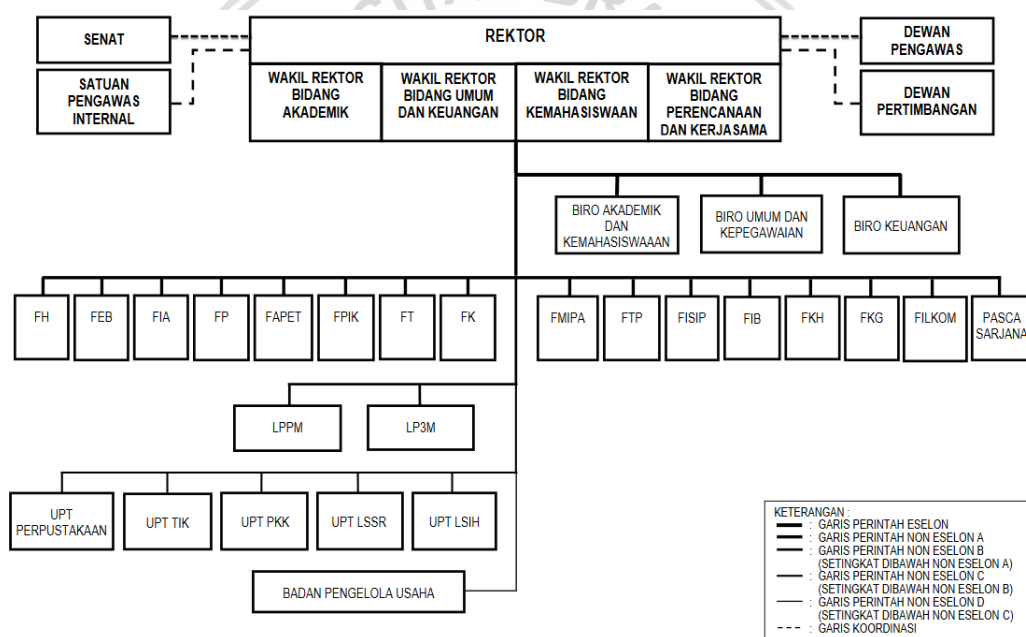 SENAT
REKTOR
DEWAN
PENGAWAS
SATUAN
PENGAWAS
INTERNAL
WAKIL REKTOR
BIDANG
AKADEMIK
WAKIL REKTOR
BIDANG UMUM
DAN KEUANGAN
WAKIL REKTOR
BIDANG
KEMAHASISWAAN
WAKIL REKTOR
BIDANG
PERENCANAAN
DAN KERJASAMA
DEWAN
PERTIMBANGAN
BIRO AKADEMIK
DAN
KEMAHASISWAAAN
BIRO UMUM DAN
KEPEGAWAIAN
BIRO KEUANGAN
FH
FEB
FIA
FP
FAPET
FPIK
FT
FK
FMIPA
FTP
FISIP
FIB
FKH
FKG
FILKOM
PASCA
SARJANA
LPPM
LP3M
UPT
PERPUSTAKAAN
UPT TIK
UPT PKK
UPT LSSR
UPT LSIH
BADAN PENGELOLA USAHA
KETERANGAN :
: GARIS PERINTAH ESELON
: GARIS PERINTAH NON ESELON A
: GARIS PERINTAH NON ESELON B
(SETINGKAT DIBAWAH NON ESELON A)
: GARIS PERINTAH NON ESELON C
(SETINGKAT DIBAWAH NON ESELON B)
: GARIS PERINTAH NON ESELON D
(SETINGKAT DIBAWAH NON ESELON C)
: GARIS KOORDINASI